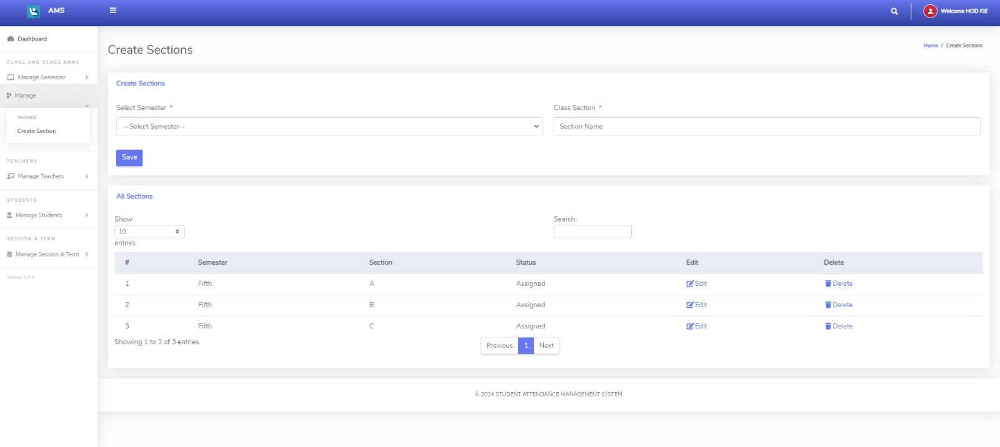 AMS
Welcome HOD ISE
Dashboard
CLASS AND CLASS ARMS
Manage Semester
Manage
MANAGE
Create Section
TEACHERS
Manage Teachers
STUDENTS
Manage Students
SESSION & TERM
Manage Session & Term
Version 1.0.3
Create Sections
Home / Create Sections
Create Sections
Select Semester *
Class Section *
--Select Semester--
Section Name
Save
All Sections
Show
10
entries
Search:
# Semester Section Status Edit Delete
1 Fifth A Assigned Edit Delete
2 Fifth B Assigned Edit Delete
3 Fifth C Assigned Edit Delete
Showing 1 to 3 of 3 entries
Previous 1 Next
© 2024 STUDENT ATTENDANCE MANAGEMENT SYSTEM